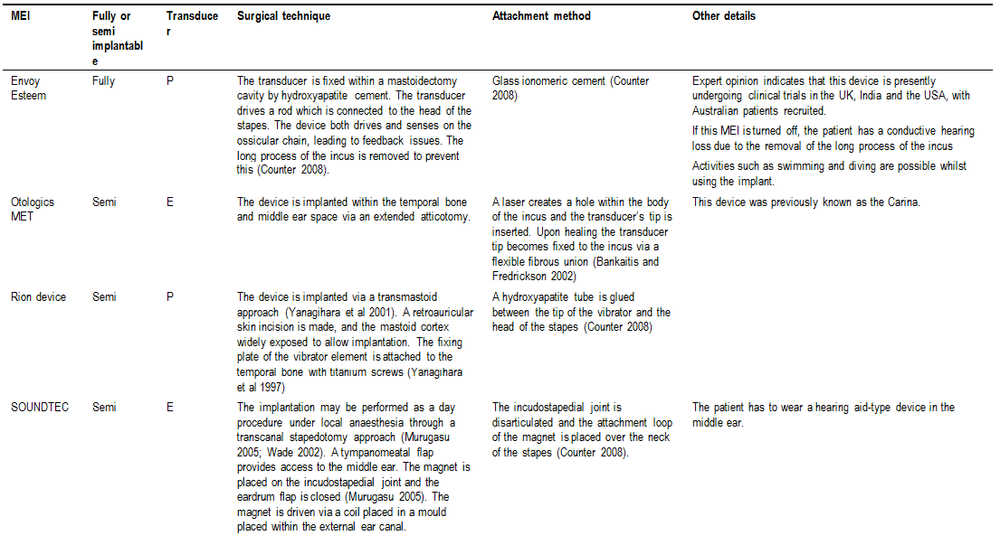 MEI
Fully or
semi
implantabl
e
Transduce
r
Surgical technique
Attachment method
Other details
Envoy
Esteem
Fully
P
The transducer is fixed within a mastoidectomy
cavity by hydroxyapatite cement. The transducer
drives a rod which is connected to the head of the
stapes. The device both drives and senses on the
ossicular chain, leading to feedback issues. The
long process of the incus is removed to prevent
this (Counter 2008).
Glass ionomeric cement (Counter
2008)
Expert opinion indicates that this device is presently
undergoing clinical trials in the UK, India and the USA, with
Australian patients recruited.
If this MEI is turned off, the patient has a conductive hearing
loss due to the removal of the long process of the incus
Activities such as swimming and diving are possible whilst
using the implant.
Otologics
MET
Semi
E
The device is implanted within the temporal bone
and middle ear space via an extended atticotomy.
A laser creates a hole within the body
of the incus and the transducer's tip is
inserted. Upon healing the transducer
tip becomes fixed to the incus via a
flexible fibrous union (Bankaitis and
Fredrickson 2002)
This device was previously known as the Carina.
Rion device
Semi
P
The device is implanted via a transmastoid
approach (Yanagihara et al 2001). A retroauricular
skin incision is made, and the mastoid cortex
widely exposed to allow implantation. The fixing
plate of the vibrator element is attached to the
temporal bone with titanium screws (Yanagihara
et al 1997)
A hydroxyapatite tube is glued
between the tip of the vibrator and the
head of the stapes (Counter 2008)
SOUNDTEC
Semi
E
The implantation may be performed as a day
procedure under local anaesthesia through a
transcanal stapedotomy approach (Murugasu
2005; Wade 2002). A tympanomeatal flap
provides access to the middle ear. The magnet is
placed on the incudostapedial joint and the
eardrum flap is closed (Murugasu 2005). The
magnet is driven via a coil placed in a mould
placed within the external ear canal.
The incudostapedial joint is
disarticulated and the attachment loop
of the magnet is placed over the neck
of the stapes (Counter 2008).
The patient has to wear a hearing aid-type device in the
middle ear.